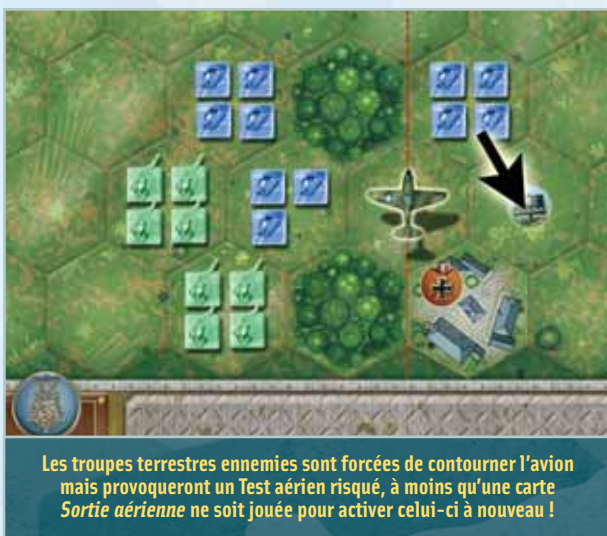 Les troupes terrestres ennemies sont forcées de contourner l'avion
mais provoqueront un Test aérien risqué, à moins qu'une carte
Sortie aérienne ne soit jouée pour activer celui-ci à nouveau !